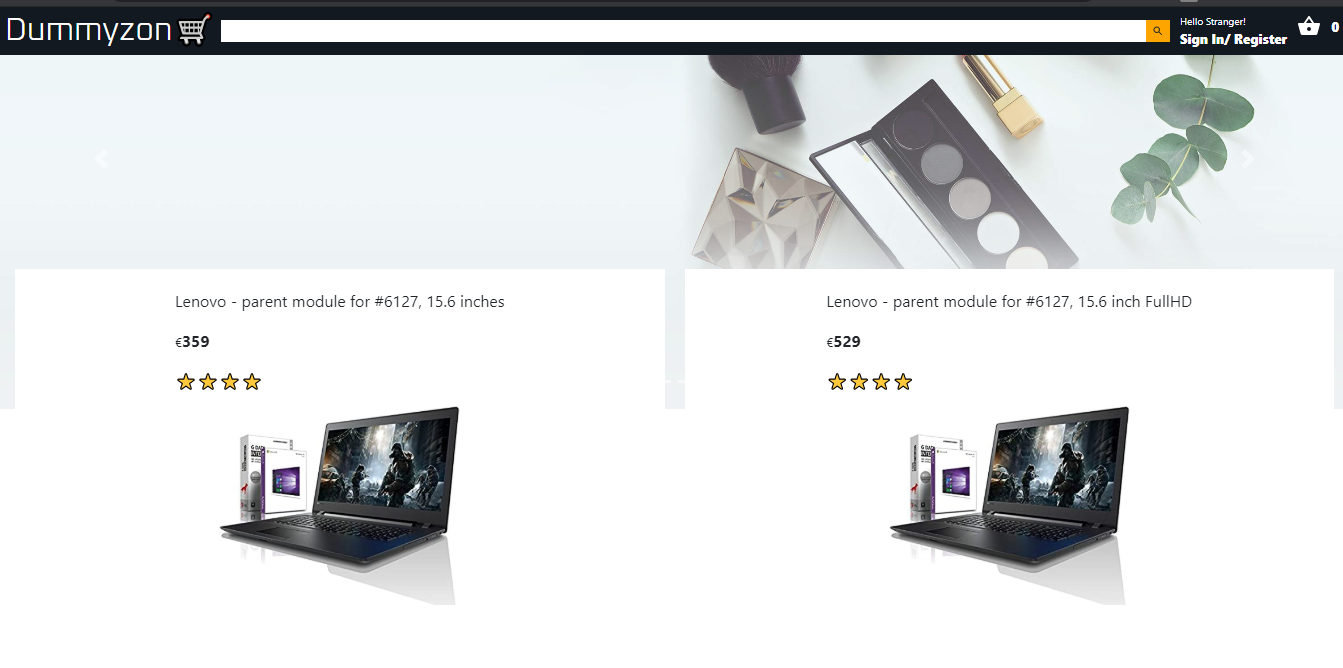 Dummyzon
Hello Stranger!
Sign In/ Register
0
Lenovo - parent module for #6127, 15.6 inches
€359
Lenovo - parent module for #6127, 15.6 inch FullHD
€529